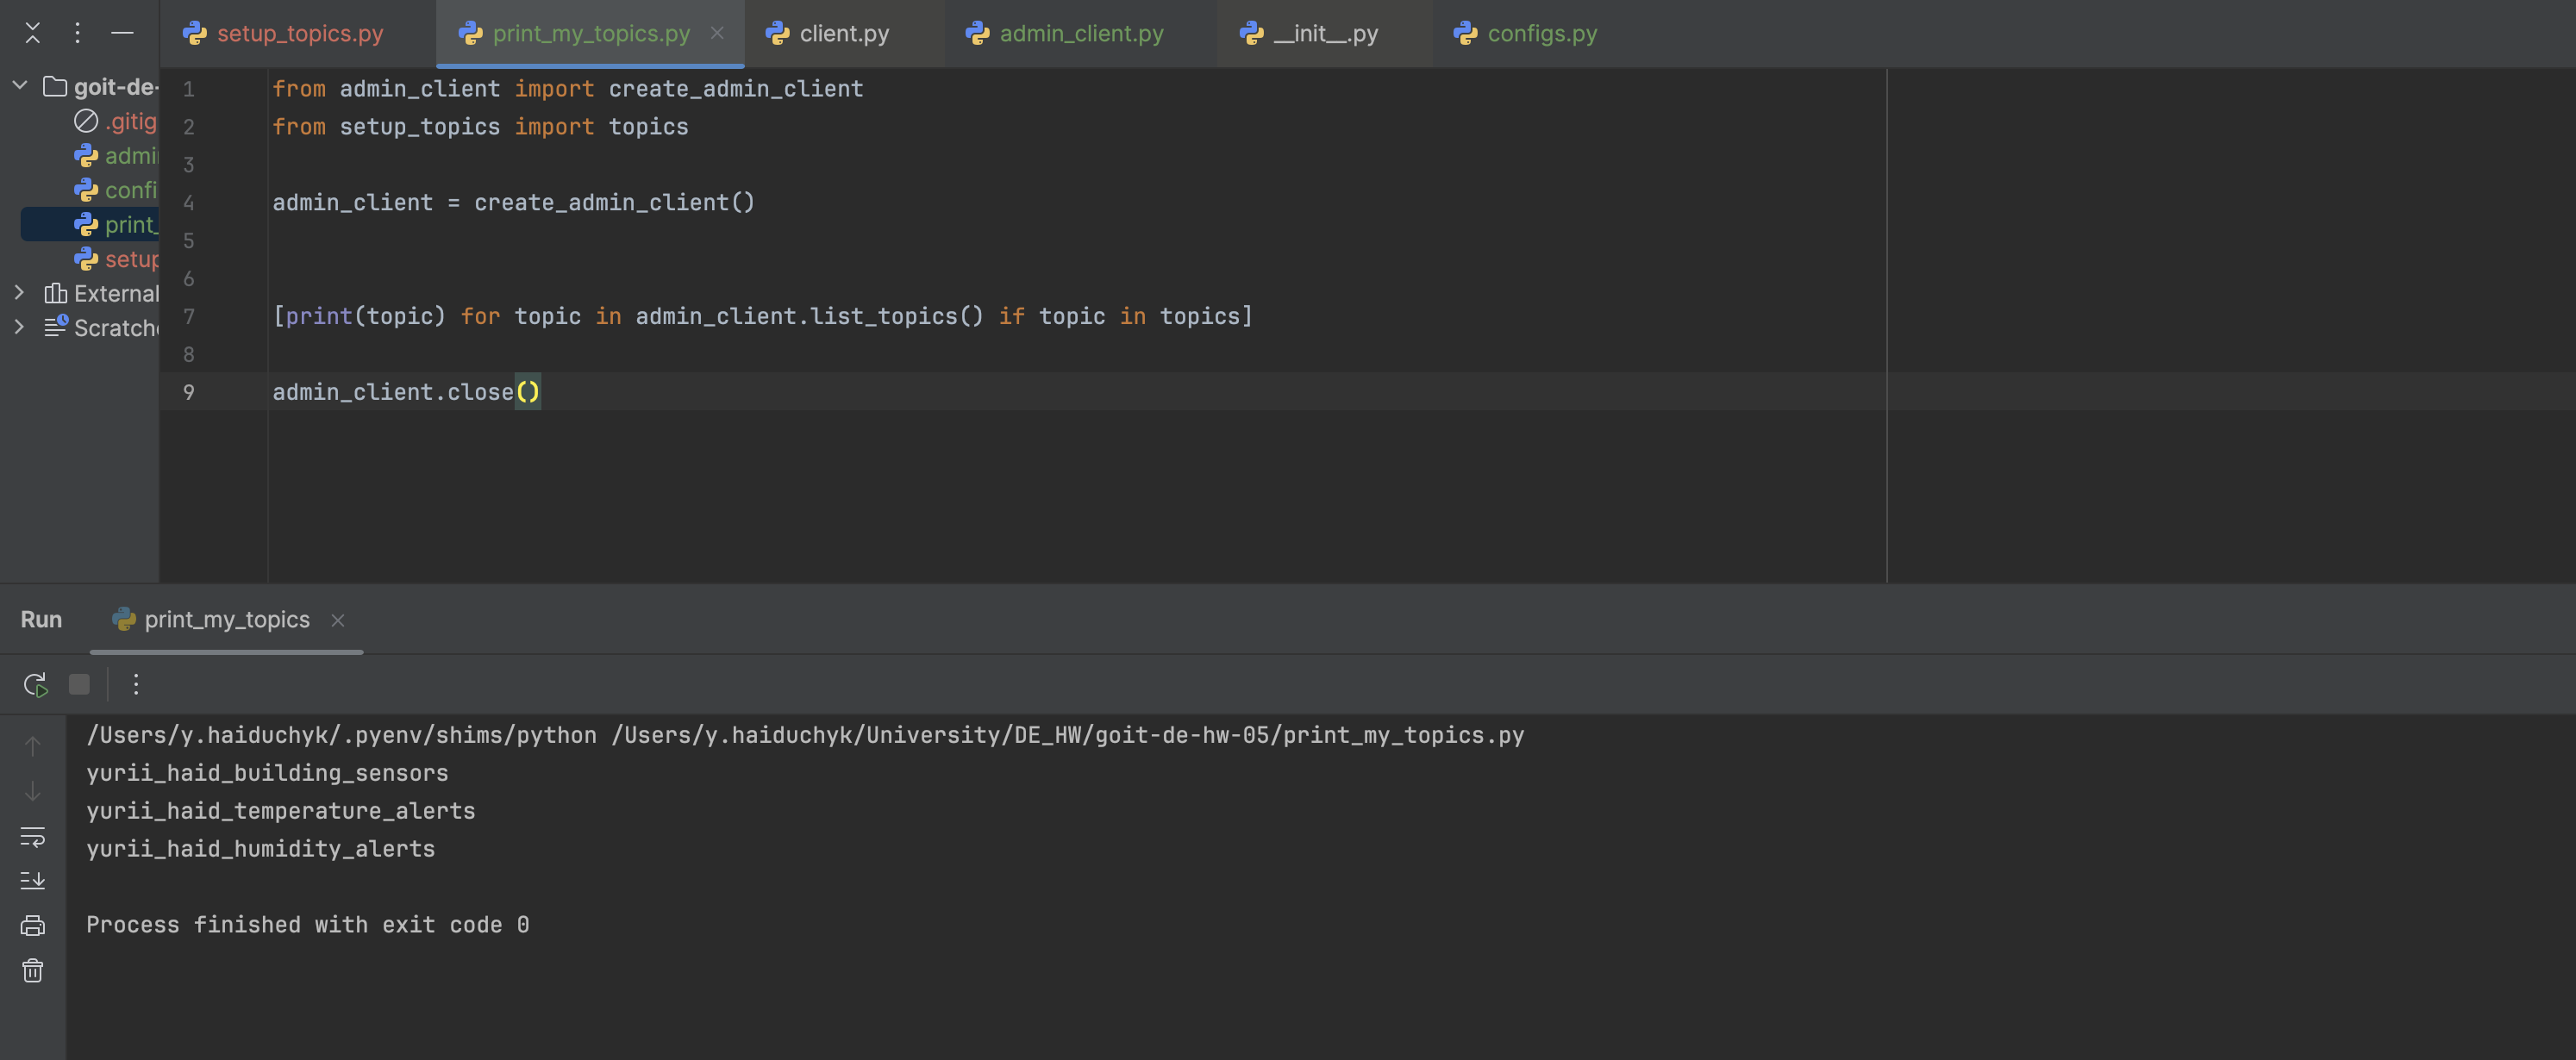 setup_topics.py print_my_topics.py client.py admin_client.py __init__.py configs.py
goit-de-
.gitig
admi
confi
print_
setup
External
Scratche
1 from admin_client import create_admin_client
2 from setup_topics import topics
3
4 admin_client = create_admin_client()
5
6
7 [print(topic) for topic in admin_client.list_topics() if topic in topics]
8
9 admin_client.close()
Run print_my_topics
/Users/y.haiduchyk/.pyenv/shims/python /Users/y.haiduchyk/University/DE_HW/goit-de-hw-05/print_my_topics.py
yurii_haid_building_sensors
yurii_haid_temperature_alerts
yurii_haid_humidity_alerts
Process finished with exit code 0